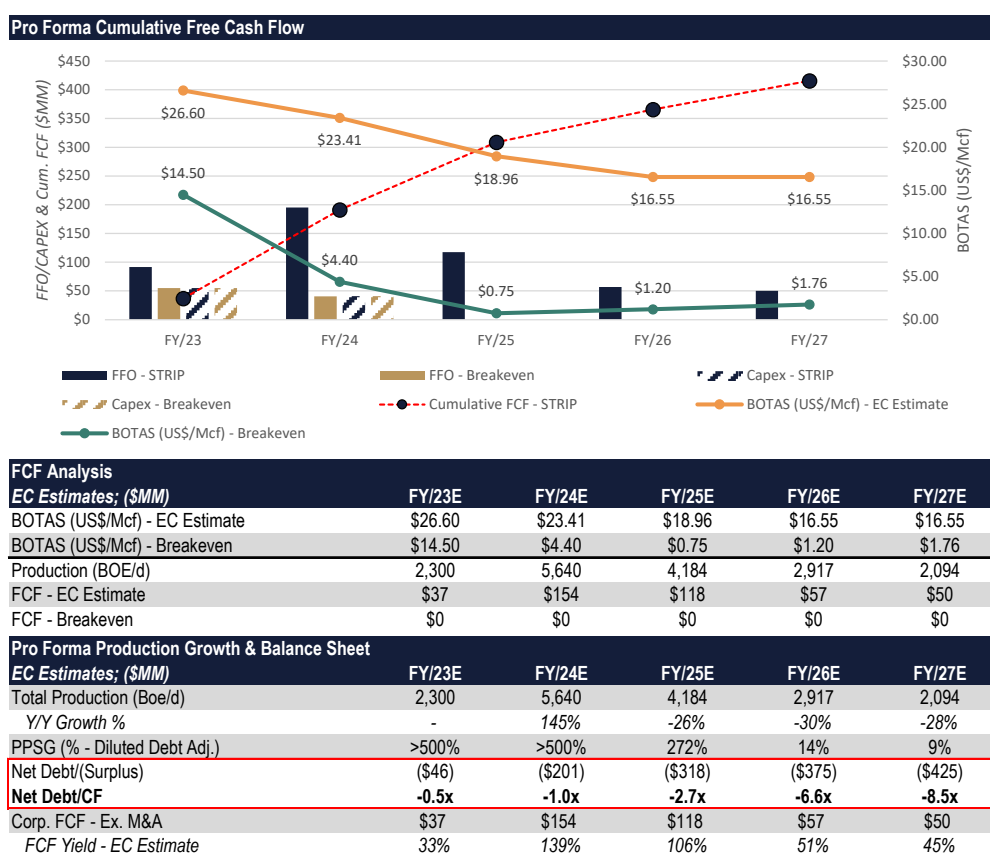 Pro Forma Cumulative Free Cash Flow
FFO/CAPEX & Cum. FCF ($MM)
$450
$400
$350
$300
$250
$200
$150
$100
$50
$0
$30.00
$25.00
$20.00
$15.00
$10.00
$5.00
$0.00
BOTAS (US$/Mcf)
$26.60
$23.41
$18.96
$16.55
$16.55
$14.50
$4.40
$0.75
$1.20
$1.76
FY/23 FY/24 FY/25 FY/26 FY/27
FFO - STRIP FFO - Breakeven Capex - STRIP
Capex - Breakeven Cumulative FCF - STRIP BOTAS (US$/Mcf) - EC Estimate
BOTAS (US$/Mcf) - Breakeven
FCF Analysis
EC Estimates; ($MM) FY/23E FY/24E FY/25E FY/26E FY/27E
BOTAS (US$/Mcf) - EC Estimate $26.60 $23.41 $18.96 $16.55 $16.55
BOTAS (US$/Mcf) - Breakeven $14.50 $4.40 $0.75 $1.20 $1.76
Production (BOE/d) 2,300 5,640 4,184 2,917 2,094
FCF - EC Estimate $37 $154 $118 $57 $50
FCF - Breakeven $0 $0 $0 $0 $0
Pro Forma Production Growth & Balance Sheet
EC Estimates; ($MM) FY/23E FY/24E FY/25E FY/26E FY/27E
Total Production (Boe/d) 2,300 5,640 4,184 2,917 2,094
Y/Y Growth % - 145% -26% -30% -28%
PPSG (% - Diluted Debt Adj.) >500% >500% 272% 14% 9%
Net Debt/(Surplus) ($46) ($201) ($318) ($375) ($425)
Net Debt/CF -0.5x -1.0x -2.7x -6.6x -8.5x
Corp. FCF - Ex. M&A $37 $154 $118 $57 $50
FCF Yield - EC Estimate 33% 139% 106% 51% 45%